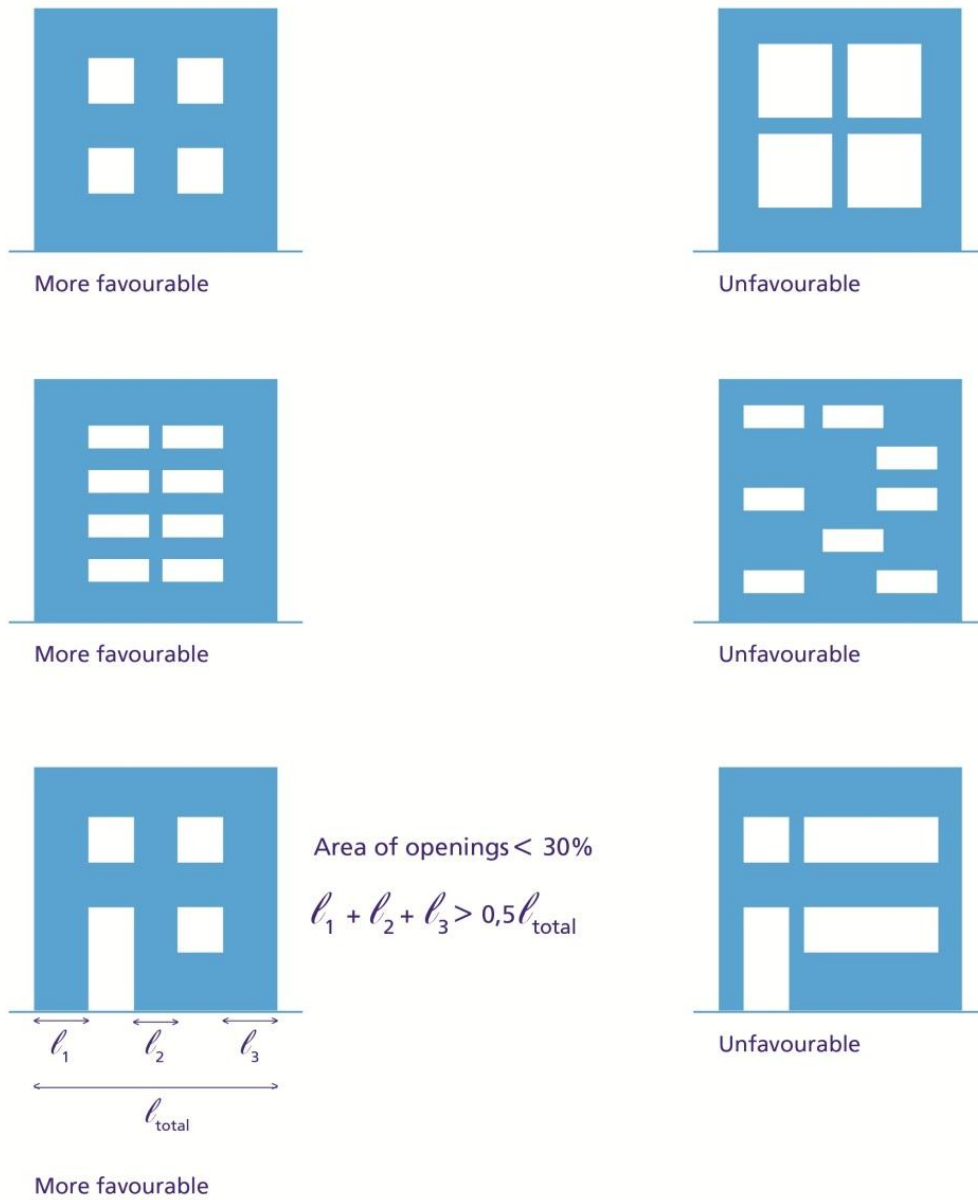 More favourable
Unfavourable
More favourable
Unfavourable
Area of openings < 30%
ℓ₁ + ℓ₂ + ℓ₃ > 0,5ℓtotal
ℓ₁ ℓ₂ ℓ₃
ℓtotal
Unfavourable
More favourable